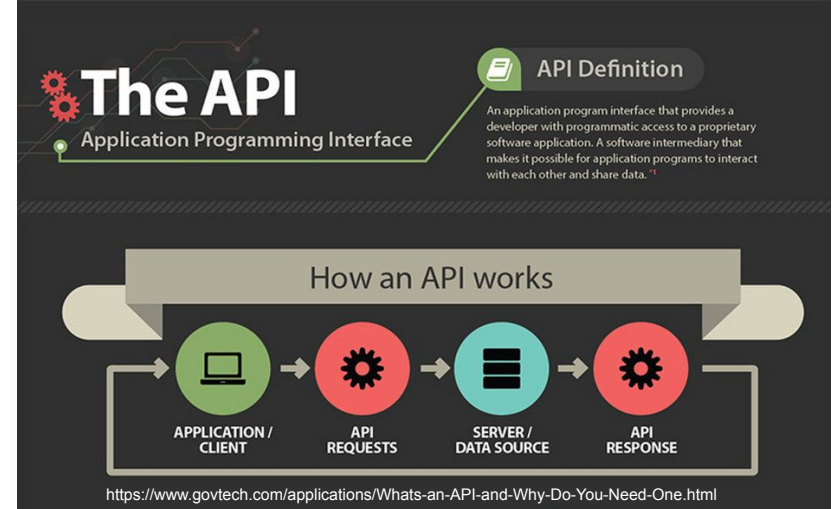 The API
Application Programming Interface
API Definition
An application program interface that provides a
developer with programmatic access to a proprietary
software application. A software intermediary that
makes it possible for application programs to interact
with each other and share data. *1
How an API works
APPLICATION /
CLIENT
API
REQUESTS
SERVER /
DATA SOURCE
API
RESPONSE
https://www.govtech.com/applications/Whats-an-API-and-Why-Do-You-Need-One.html